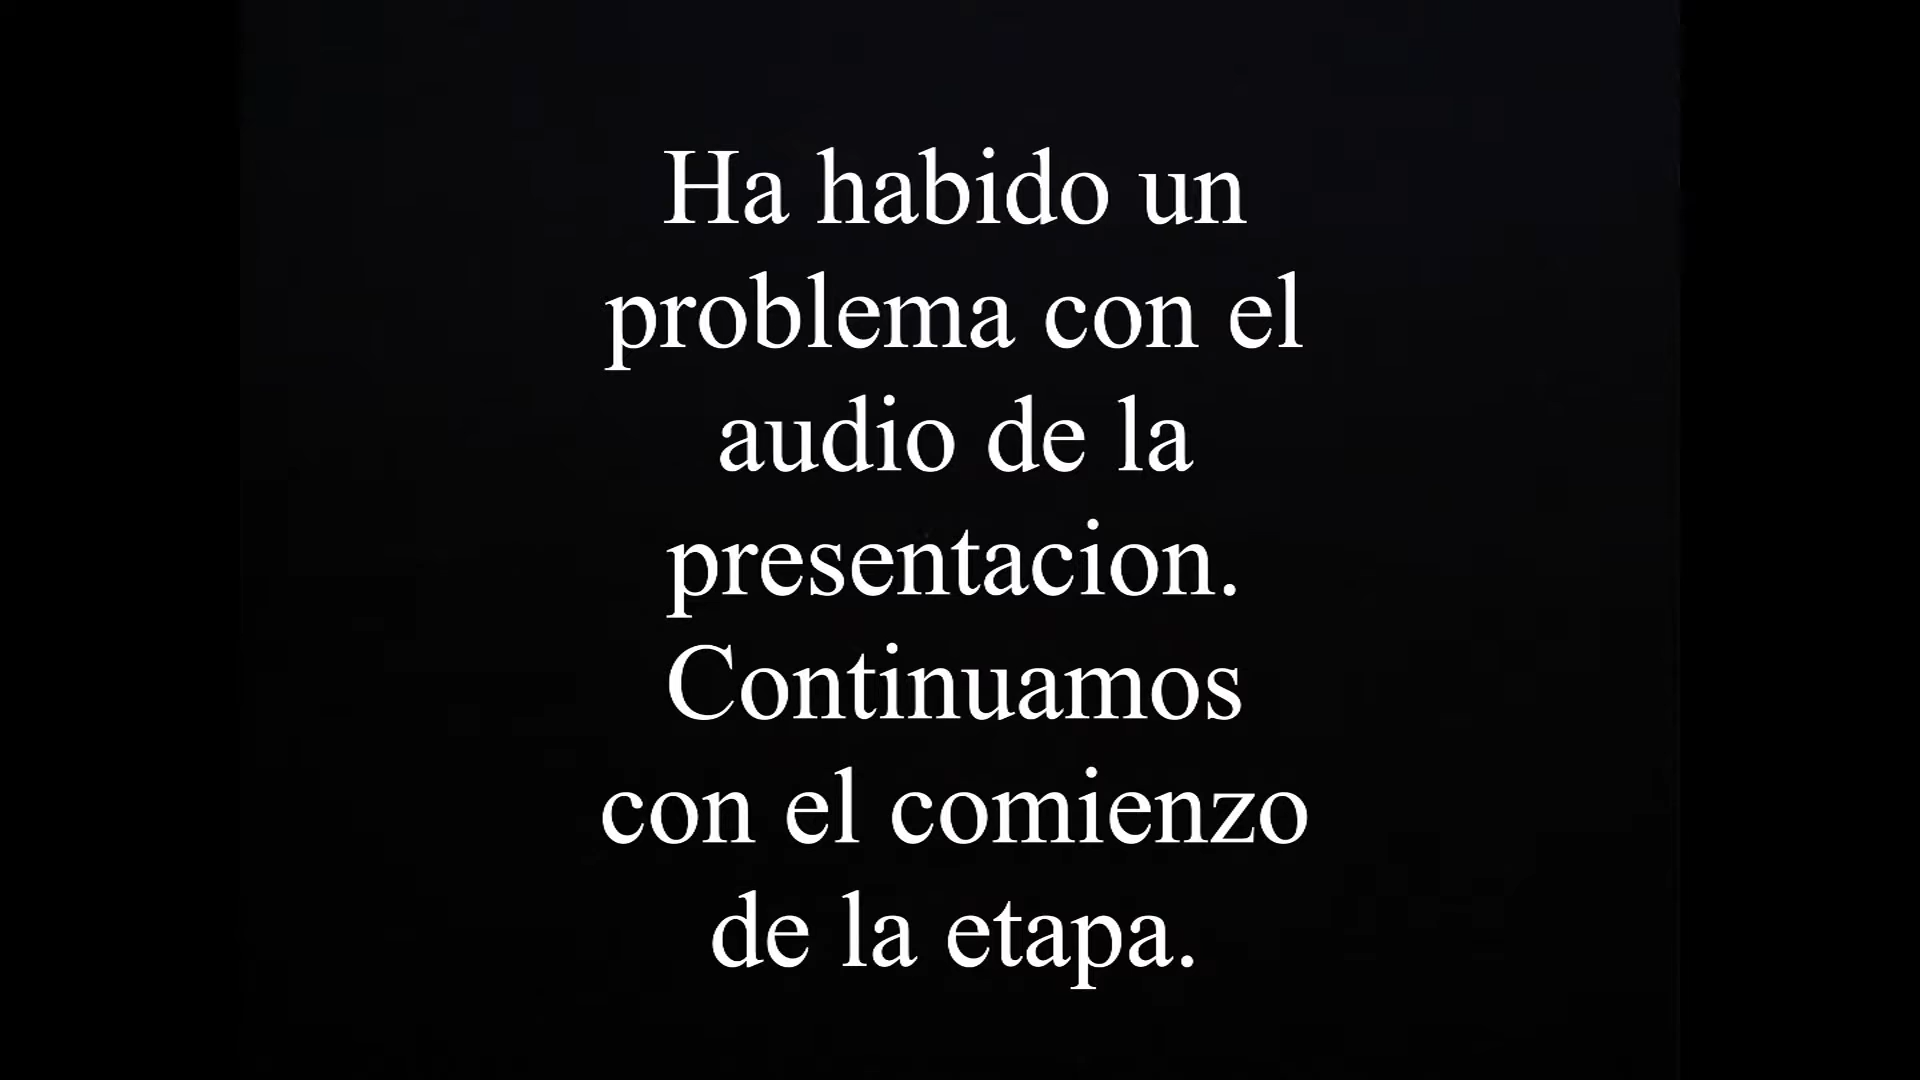 Ha habido un
problema con el
audio de la
presentacion.
Continuamos
con el comienzo
de la etapa.